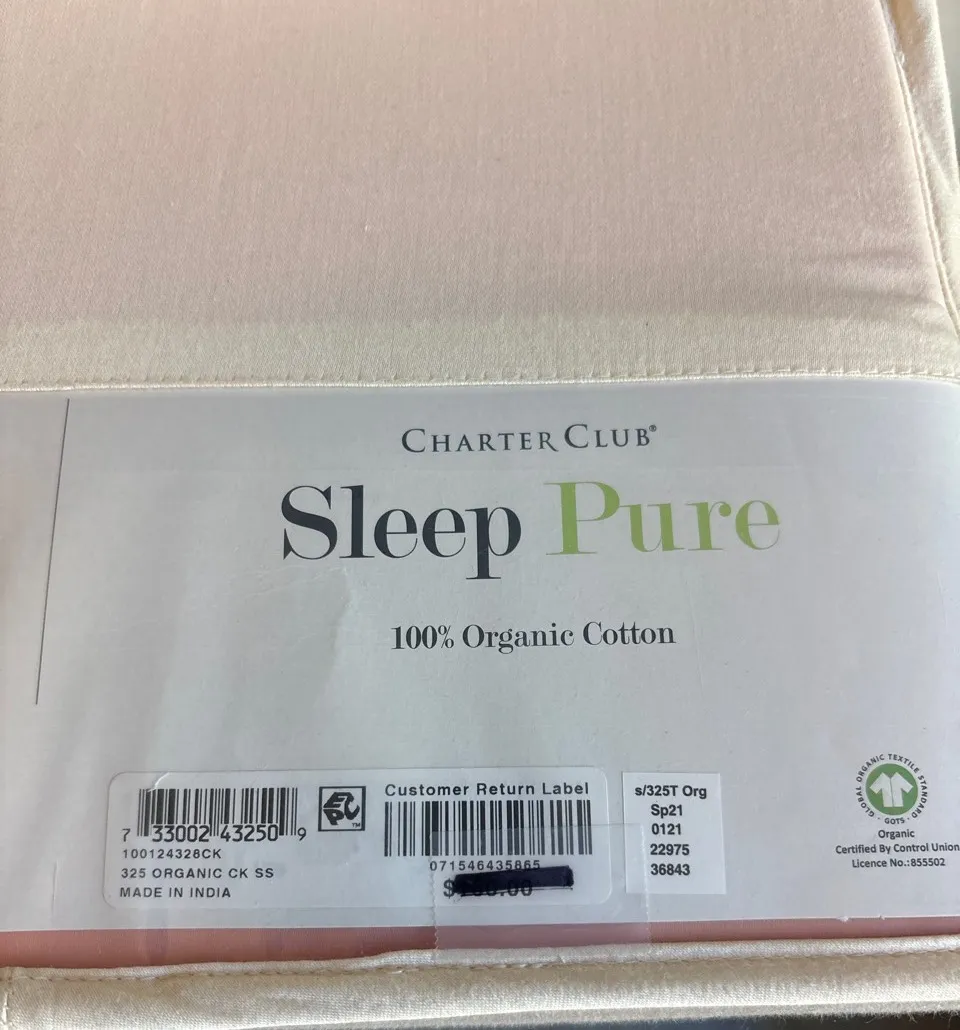 CHARTER CLUB®
Sleep Pure
100% Organic Cotton
7 33002 43250 9
100124328CK
325 ORGANIC CK SS
MADE IN INDIA
EPC™
Customer Return Label
071546435865
s/325T Org
Sp21
0121
22975
36843
GLOBAL ORGANIC TEXTILE STANDARD
· GOTS ·
Organic
Certified By Control Union
Licence No.:855502